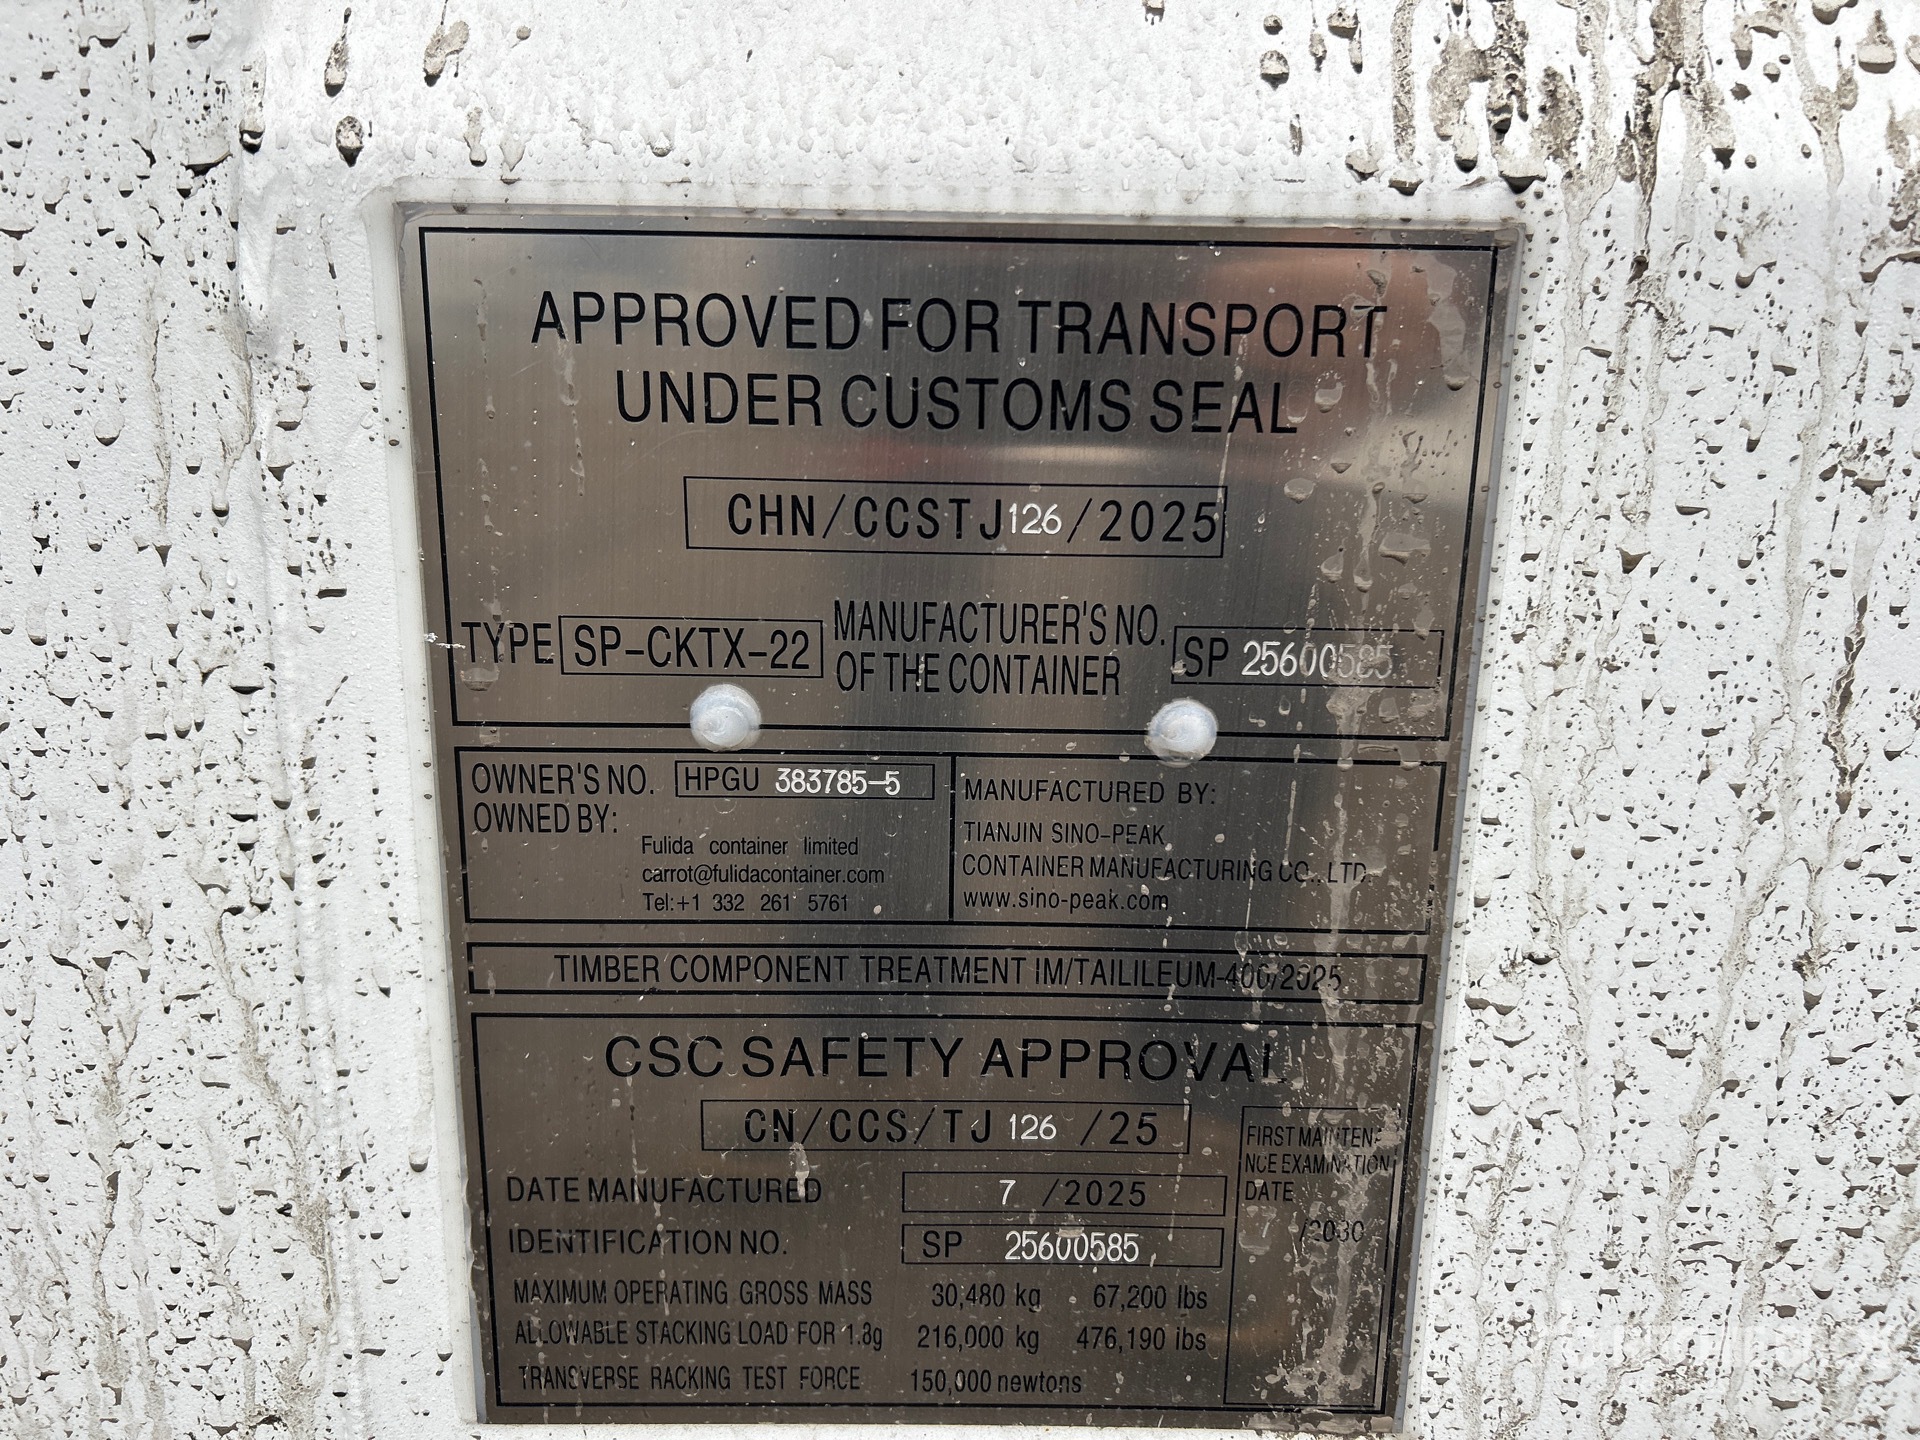 APPROVED FOR TRANSPORT
UNDER CUSTOMS SEAL
CHN/CCSTJ126/2025
TYPE SP-CKTX-22 MANUFACTURER'S NO. OF THE CONTAINER SP 25600585
OWNER'S NO. HPGU 383785-5
OWNED BY:
Fulida container limited
carrot@fulidacontainer.com
Tel:+1 332 261 5761
MANUFACTURED BY:
TIANJIN SINO-PEAK
CONTAINER MANUFACTURING CO., LTD.
www.sino-peak.com
TIMBER COMPONENT TREATMENT IM/TAILILEUM-400/2025
CSC SAFETY APPROVAL
CN/CCS/TJ 126 /25
DATE MANUFACTURED 7 /2025
IDENTIFICATION NO. SP 25600585
MAXIMUM OPERATING GROSS MASS 30,480 kg 67,200 lbs
ALLOWABLE STACKING LOAD FOR 1.8g 216,000 kg 476,190 lbs
TRANSVERSE RACKING TEST FORCE 150,000 newtons
FIRST MAINTEN-
NCE EXAMINATION
DATE
7 /2030